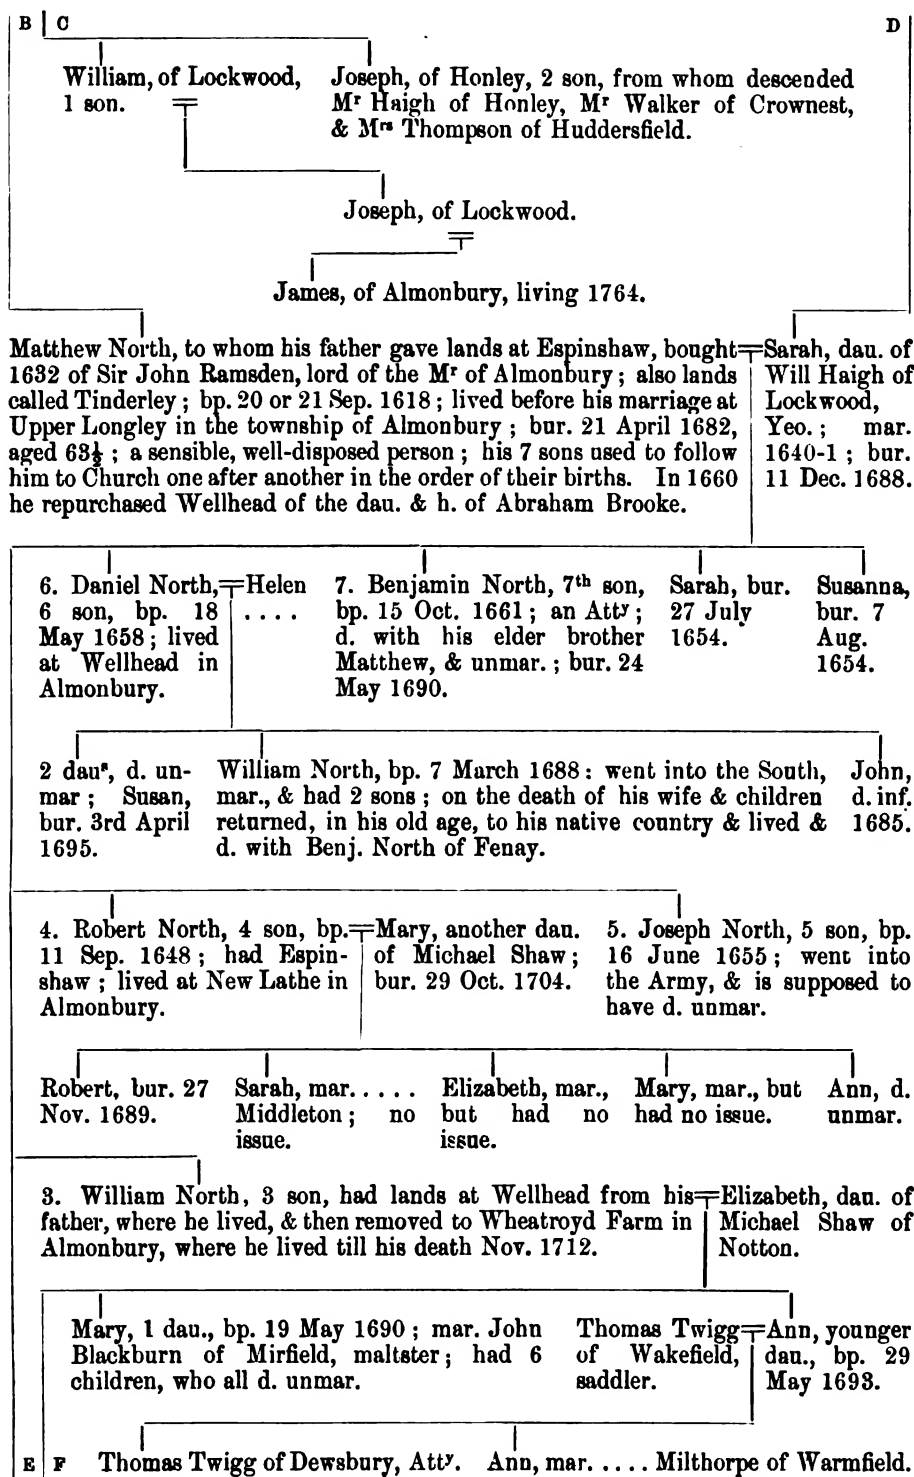 B | C D
William, of Lockwood,
1 son.
Joseph, of Honley, 2 son, from whom descended
Mʳ Haigh of Honley, Mʳ Walker of Crownest,
& Mʳˢ Thompson of Huddersfield.
Joseph, of Lockwood.
James, of Almonbury, living 1764.
Matthew North, to whom his father gave lands at Espinshaw, bought
1632 of Sir John Ramsden, lord of the Mʳ of Almonbury ; also lands
called Tinderley ; bp. 20 or 21 Sep. 1618 ; lived before his marriage at
Upper Longley in the township of Almonbury ; bur. 21 April 1682,
aged 63½ ; a sensible, well-disposed person ; his 7 sons used to follow
him to Church one after another in the order of their births. In 1660
he repurchased Wellhead of the dau. & h. of Abraham Brooke.
Sarah, dau. of
Will Haigh of
Lockwood,
Yeo. ; mar.
1640-1 ; bur.
11 Dec. 1688.
6. Daniel North,
6 son, bp. 18
May 1658 ; lived
at Wellhead in
Almonbury.
Helen
. . . .
7. Benjamin North, 7ᵗʰ son,
bp. 15 Oct. 1661 ; an Attʸ ;
d. with his elder brother
Matthew, & unmar. ; bur. 24
May 1690.
Sarah, bur.
27 July
1654.
Susanna,
bur. 7
Aug.
1654.
2 dauˢ, d. un-
mar ; Susan,
bur. 3rd April
1695.
William North, bp. 7 March 1688 : went into the South,
mar., & had 2 sons ; on the death of his wife & children
returned, in his old age, to his native country & lived &
d. with Benj. North of Fenay.
John,
d. inf.
1685.
4. Robert North, 4 son, bp.
11 Sep. 1648 ; had Espin-
shaw ; lived at New Lathe in
Almonbury.
Mary, another dau.
of Michael Shaw ;
bur. 29 Oct. 1704.
5. Joseph North, 5 son, bp.
16 June 1655 ; went into
the Army, & is supposed to
have d. unmar.
Robert, bur. 27
Nov. 1689.
Sarah, mar. . . . .
Middleton ; no
issue.
Elizabeth, mar.,
but had no
issue.
Mary, mar., but
had no issue.
Ann, d.
unmar.
3. William North, 3 son, had lands at Wellhead from his
father, where he lived, & then removed to Wheatroyd Farm in
Almonbury, where he lived till his death Nov. 1712.
Elizabeth, dau. of
Michael Shaw of
Notton.
Mary, 1 dau., bp. 19 May 1690 ; mar. John
Blackburn of Mirfield, maltster ; had 6
children, who all d. unmar.
Thomas Twigg
of Wakefield,
saddler.
Ann, younger
dau., bp. 29
May 1693.
E | F Thomas Twigg of Dewsbury, Attʸ. Ann, mar. . . . . Milthorpe of Warmfield.